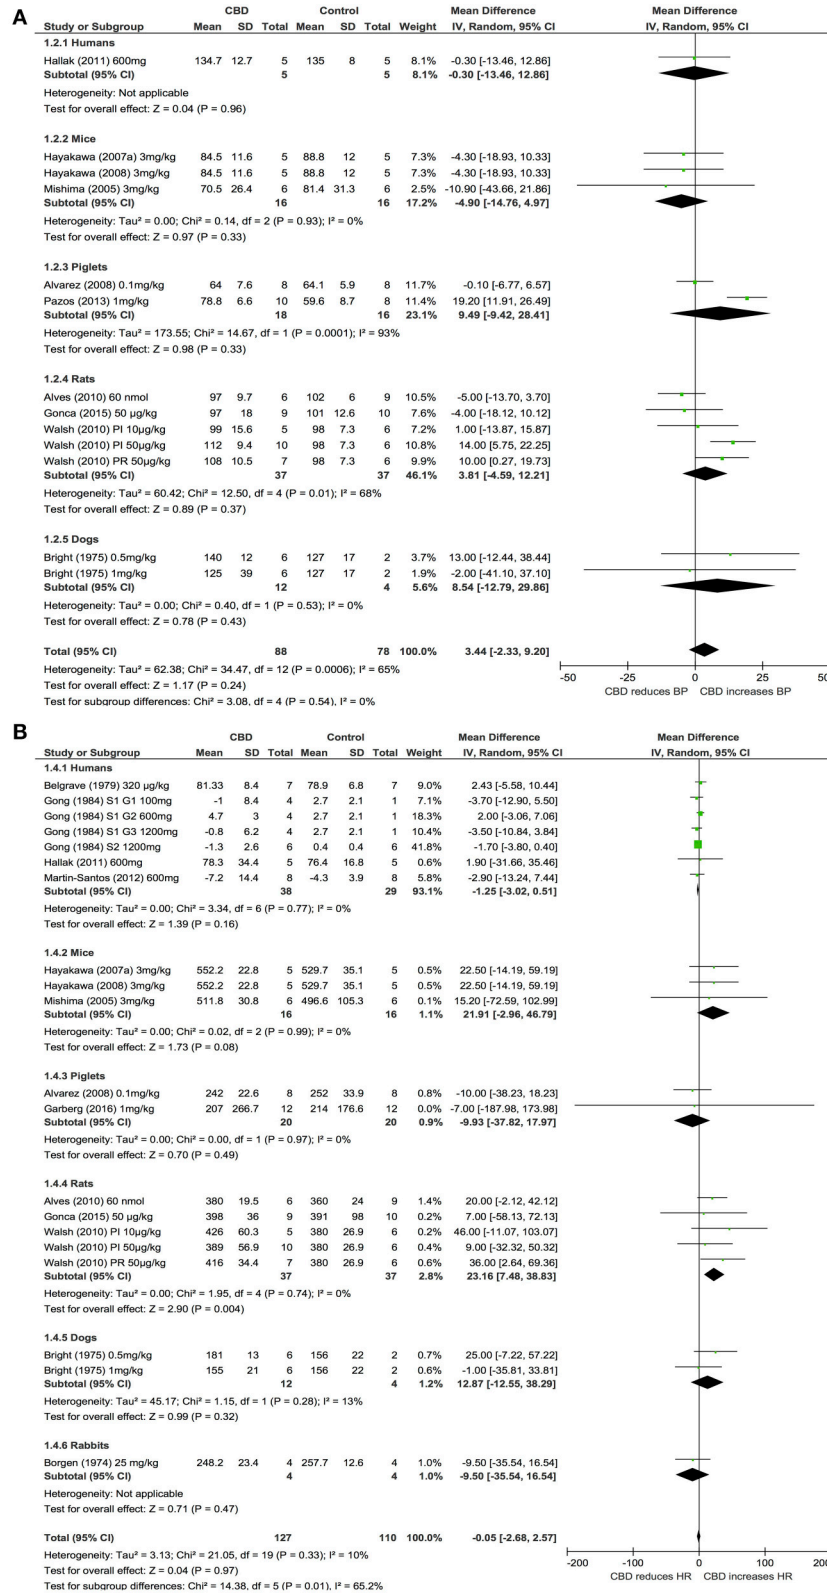 A
CBD Control Mean Difference Mean Difference
Study or Subgroup Mean SD Total Mean SD Total Weight IV, Random, 95% CI IV, Random, 95% CI
1.2.1 Humans
Hallak (2011) 600mg 134.7 12.7 5 135 8 5 8.1% -0.30 [-13.46, 12.86]
Subtotal (95% CI) 5 5 8.1% -0.30 [-13.46, 12.86]
Heterogeneity: Not applicable
Test for overall effect: Z = 0.04 (P = 0.96)
1.2.2 Mice
Hayakawa (2007a) 3mg/kg 84.5 11.6 5 88.8 12 5 7.3% -4.30 [-18.93, 10.33]
Hayakawa (2008) 3mg/kg 84.5 11.6 5 88.8 12 5 7.3% -4.30 [-18.93, 10.33]
Mishima (2005) 3mg/kg 70.5 26.4 6 81.4 31.3 6 2.5% -10.90 [-43.66, 21.86]
Subtotal (95% CI) 16 16 17.2% -4.90 [-14.76, 4.97]
Heterogeneity: Tau² = 0.00; Chi² = 0.14, df = 2 (P = 0.93); I² = 0%
Test for overall effect: Z = 0.97 (P = 0.33)
1.2.3 Piglets
Alvarez (2008) 0.1mg/kg 64 7.6 8 64.1 5.9 8 11.7% -0.10 [-6.77, 6.57]
Pazos (2013) 1mg/kg 78.8 6.6 10 59.6 8.7 8 11.4% 19.20 [11.91, 26.49]
Subtotal (95% CI) 18 16 23.1% 9.49 [-9.42, 28.41]
Heterogeneity: Tau² = 173.55; Chi² = 14.67, df = 1 (P = 0.0001); I² = 93%
Test for overall effect: Z = 0.98 (P = 0.33)
1.2.4 Rats
Alves (2010) 60 nmol 97 9.7 6 102 6 9 10.5% -5.00 [-13.70, 3.70]
Gonca (2015) 50 µg/kg 97 18 9 101 12.6 10 7.6% -4.00 [-18.12, 10.12]
Walsh (2010) PI 10µg/kg 99 15.6 5 98 7.3 6 7.2% 1.00 [-13.87, 15.87]
Walsh (2010) PI 50µg/kg 112 9.4 10 98 7.3 6 10.8% 14.00 [5.75, 22.25]
Walsh (2010) PR 50µg/kg 108 10.5 7 98 7.3 6 9.9% 10.00 [0.27, 19.73]
Subtotal (95% CI) 37 37 46.1% 3.81 [-4.59, 12.21]
Heterogeneity: Tau² = 60.42; Chi² = 12.50, df = 4 (P = 0.01); I² = 68%
Test for overall effect: Z = 0.89 (P = 0.37)
1.2.5 Dogs
Bright (1975) 0.5mg/kg 140 12 6 127 17 2 3.7% 13.00 [-12.44, 38.44]
Bright (1975) 1mg/kg 125 39 6 127 17 2 1.9% -2.00 [-41.10, 37.10]
Subtotal (95% CI) 12 4 5.6% 8.54 [-12.79, 29.86]
Heterogeneity: Tau² = 0.00; Chi² = 0.40, df = 1 (P = 0.53); I² = 0%
Test for overall effect: Z = 0.78 (P = 0.43)
Total (95% CI) 88 78 100.0% 3.44 [-2.33, 9.20]
Heterogeneity: Tau² = 62.38; Chi² = 34.47, df = 12 (P = 0.0006); I² = 65%
Test for overall effect: Z = 1.17 (P = 0.24)
Test for subgroup differences: Chi² = 3.08, df = 4 (P = 0.54), I² = 0%
-50 -25 0 25 50
CBD reduces BP CBD increases BP
B
CBD Control Mean Difference Mean Difference
Study or Subgroup Mean SD Total Mean SD Total Weight IV, Random, 95% CI IV, Random, 95% CI
1.4.1 Humans
Belgrave (1979) 320 µg/kg 81.33 8.4 7 78.9 6.8 7 9.0% 2.43 [-5.58, 10.44]
Gong (1984) S1 G1 100mg -1 8.4 4 2.7 2.1 1 7.1% -3.70 [-12.90, 5.50]
Gong (1984) S1 G2 600mg 4.7 3 4 2.7 2.1 1 18.3% 2.00 [-3.06, 7.06]
Gong (1984) S1 G3 1200mg -0.8 6.2 4 2.7 2.1 1 10.4% -3.50 [-10.84, 3.84]
Gong (1984) S2 1200mg -1.3 2.6 6 0.4 0.4 6 41.8% -1.70 [-3.80, 0.40]
Hallak (2011) 600mg 78.3 34.4 5 76.4 16.8 5 0.6% 1.90 [-31.66, 35.46]
Martin-Santos (2012) 600mg -7.2 14.4 8 -4.3 3.9 8 5.8% -2.90 [-13.24, 7.44]
Subtotal (95% CI) 38 29 93.1% -1.25 [-3.02, 0.51]
Heterogeneity: Tau² = 0.00; Chi² = 3.34, df = 6 (P = 0.77); I² = 0%
Test for overall effect: Z = 1.39 (P = 0.16)
1.4.2 Mice
Hayakawa (2007a) 3mg/kg 552.2 22.8 5 529.7 35.1 5 0.5% 22.50 [-14.19, 59.19]
Hayakawa (2008) 3mg/kg 552.2 22.8 5 529.7 35.1 5 0.5% 22.50 [-14.19, 59.19]
Mishima (2005) 3mg/kg 511.8 30.8 6 496.6 105.3 6 0.1% 15.20 [-72.59, 102.99]
Subtotal (95% CI) 16 16 1.1% 21.91 [-2.96, 46.79]
Heterogeneity: Tau² = 0.00; Chi² = 0.02, df = 2 (P = 0.99); I² = 0%
Test for overall effect: Z = 1.73 (P = 0.08)
1.4.3 Piglets
Alvarez (2008) 0.1mg/kg 242 22.6 8 252 33.9 8 0.8% -10.00 [-38.23, 18.23]
Garberg (2016) 1mg/kg 207 266.7 12 214 176.6 12 0.0% -7.00 [-187.98, 173.98]
Subtotal (95% CI) 20 20 0.9% -9.93 [-37.82, 17.97]
Heterogeneity: Tau² = 0.00; Chi² = 0.00, df = 1 (P = 0.97); I² = 0%
Test for overall effect: Z = 0.70 (P = 0.49)
1.4.4 Rats
Alves (2010) 60 nmol 380 19.5 6 360 24 9 1.4% 20.00 [-2.12, 42.12]
Gonca (2015) 50 µg/kg 398 36 9 391 98 10 0.2% 7.00 [-58.13, 72.13]
Walsh (2010) PI 10µg/kg 426 60.3 5 380 26.9 6 0.2% 46.00 [-11.07, 103.07]
Walsh (2010) PI 50µg/kg 389 56.9 10 380 26.9 6 0.4% 9.00 [-32.32, 50.32]
Walsh (2010) PR 50µg/kg 416 34.4 7 380 26.9 6 0.6% 36.00 [2.64, 69.36]
Subtotal (95% CI) 37 37 2.8% 23.16 [7.48, 38.83]
Heterogeneity: Tau² = 0.00; Chi² = 1.95, df = 4 (P = 0.74); I² = 0%
Test for overall effect: Z = 2.90 (P = 0.004)
1.4.5 Dogs
Bright (1975) 0.5mg/kg 181 13 6 156 22 2 0.7% 25.00 [-7.22, 57.22]
Bright (1975) 1mg/kg 155 21 6 156 22 2 0.6% -1.00 [-35.81, 33.81]
Subtotal (95% CI) 12 4 1.2% 12.87 [-12.55, 38.29]
Heterogeneity: Tau² = 45.17; Chi² = 1.15, df = 1 (P = 0.28); I² = 13%
Test for overall effect: Z = 0.99 (P = 0.32)
1.4.6 Rabbits
Borgen (1974) 25 mg/kg 248.2 23.4 4 257.7 12.6 4 1.0% -9.50 [-35.54, 16.54]
Subtotal (95% CI) 4 4 1.0% -9.50 [-35.54, 16.54]
Heterogeneity: Not applicable
Test for overall effect: Z = 0.71 (P = 0.47)
Total (95% CI) 127 110 100.0% -0.05 [-2.68, 2.57]
Heterogeneity: Tau² = 3.13; Chi² = 21.05, df = 19 (P = 0.33); I² = 10%
Test for overall effect: Z = 0.04 (P = 0.97)
Test for subgroup differences: Chi² = 14.38, df = 5 (P = 0.01), I² = 65.2%
-200 -100 0 100 200
CBD reduces HR CBD increases HR